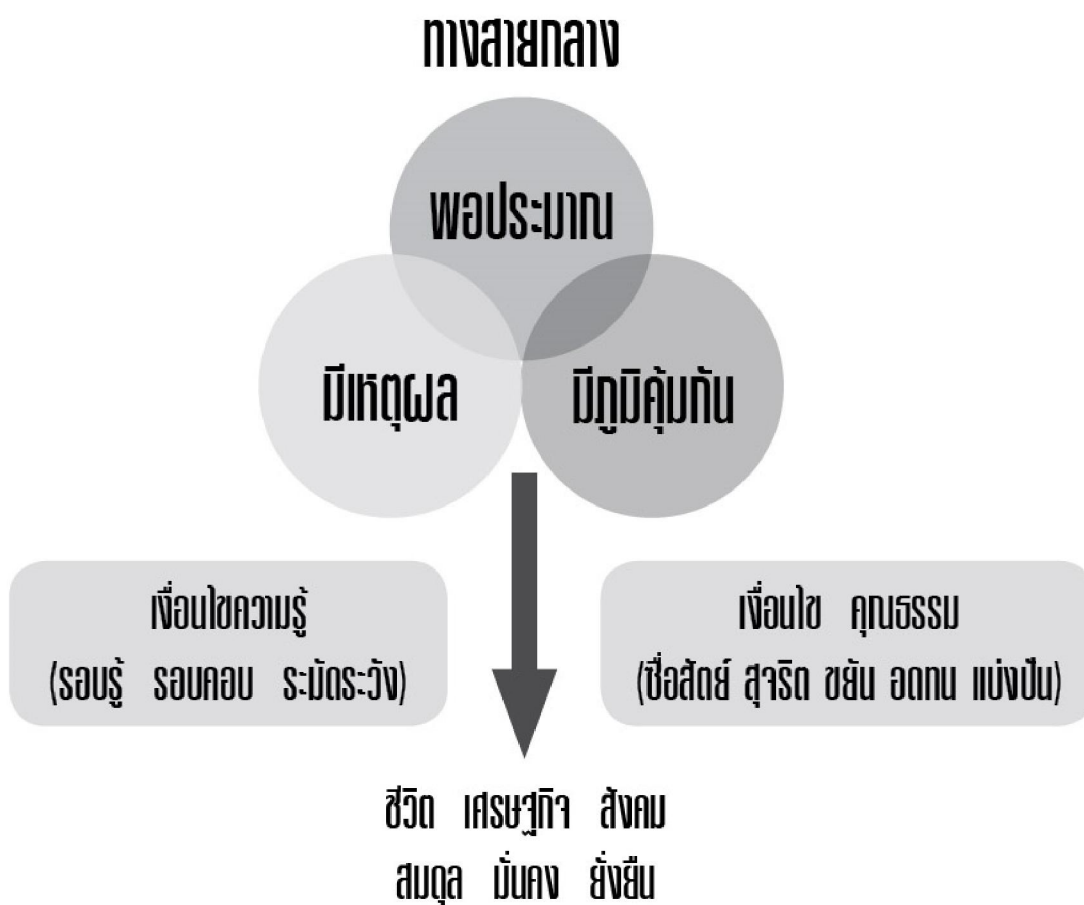 ทางสายกลาง
พอประมาณ
มีเหตุผล
มีภูมิคุ้มกัน
เงื่อนไขความรู้
(รอบรู้ รอบคอบ ระมัดระวัง)
เงื่อนไข คุณธรรม
(ซื่อสัตย์ สุจริต ขยัน อดทน แบ่งปัน)
ชีวิต เศรษฐกิจ สังคม
สมดุล มั่นคง ยั่งยืน